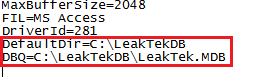 MaxBufferSize=2048
FIL=MS Access
DriverId=281
DefaultDir=C:\LeakTekDB
DBQ=C:\LeakTekDB\LeakTek.MDB